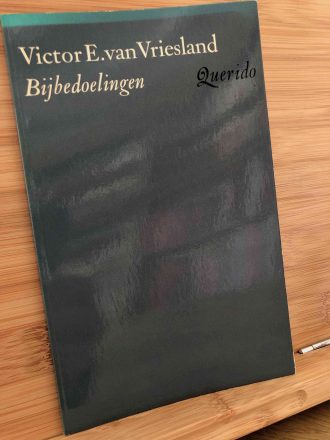 Victor E. van Vriesland
Bijbedoelingen
Querido